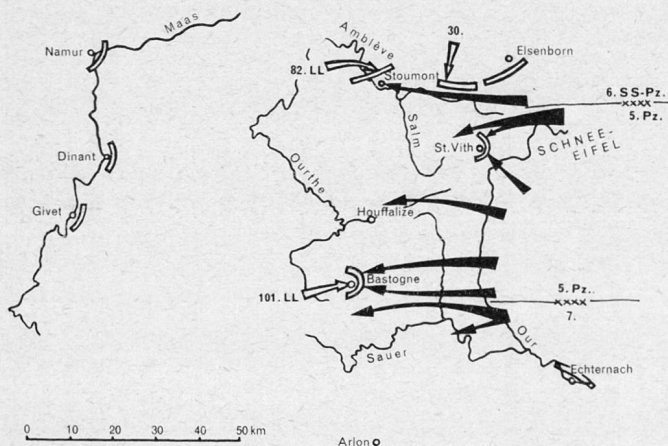 Maas
Namur
Amblève
30.
Elsenborn
82. LL
Stoumont
6. SS-Pz.
xxxx
5. Pz.
Salm
St.Vith
SCHNEE-
EIFEL
Dinant
Ourthe
Givet
Houffalize
Bastogne
101. LL
5. Pz..
xxxx
7.
Our
Sauer
Echternach
0 10 20 30 40 50 km
Arlon